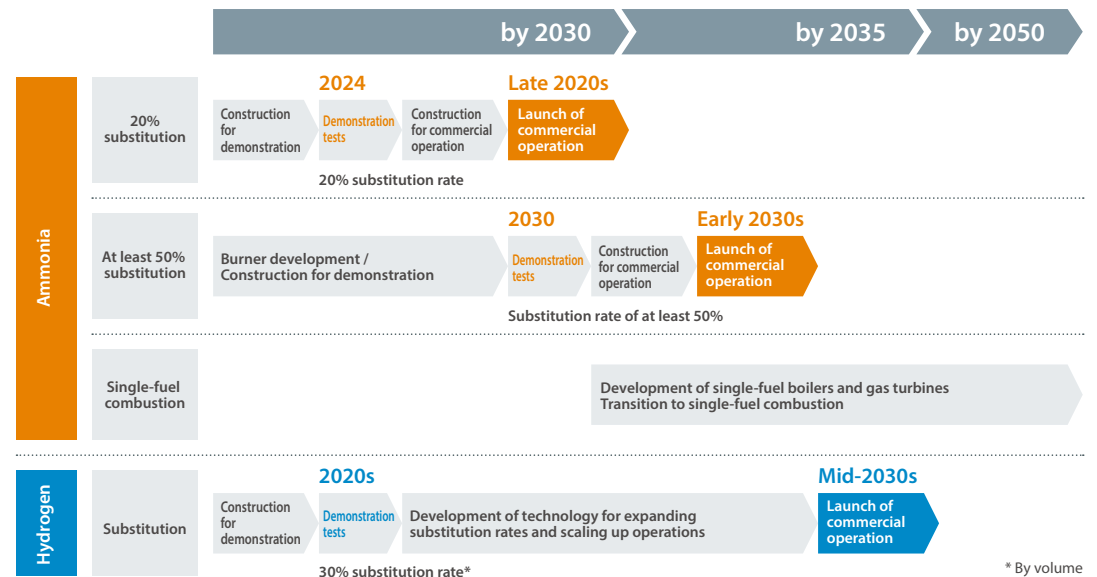 by 2030
by 2035
by 2050
Ammonia
20%
substitution
2024
Late 2020s
Construction
for
demonstration
Demonstration
tests
Construction
for commercial
operation
Launch of
commercial
operation
20% substitution rate
At least 50%
substitution
2030
Early 2030s
Burner development /
Construction for demonstration
Demonstration
tests
Construction
for commercial
operation
Launch of
commercial
operation
Substitution rate of at least 50%
Single-fuel
combustion
Development of single-fuel boilers and gas turbines
Transition to single-fuel combustion
Hydrogen
Substitution
2020s
Mid-2030s
Construction
for
demonstration
Demonstration
tests
Development of technology for expanding
substitution rates and scaling up operations
Launch of
commercial
operation
30% substitution rate*
* By volume